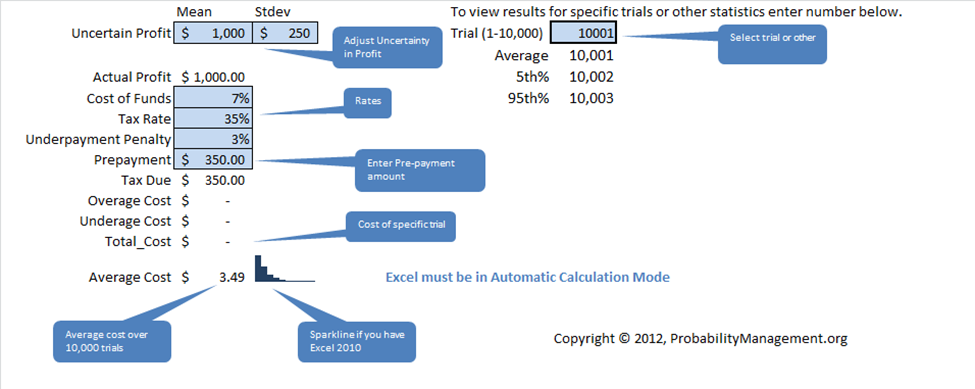 Mean Stdev To view results for specific trials or other statistics enter number below.
Uncertain Profit $ 1,000 $ 250 Trial (1-10,000) 10001
Adjust Uncertainty
in Profit
Select trial or other
Average 10,001
Actual Profit $ 1,000.00 5th% 10,002
Cost of Funds 7% 95th% 10,003
Rates
Tax Rate 35%
Underpayment Penalty 3%
Prepayment $ 350.00
Enter Pre-payment
amount
Tax Due $ 350.00
Overage Cost $ -
Underage Cost $ -
Cost of specific trial
Total_Cost $ -
Average Cost $ 3.49 Excel must be in Automatic Calculation Mode
Average cost over
10,000 trials
Sparkline if you have
Excel 2010
Copyright © 2012, ProbabilityManagement.org